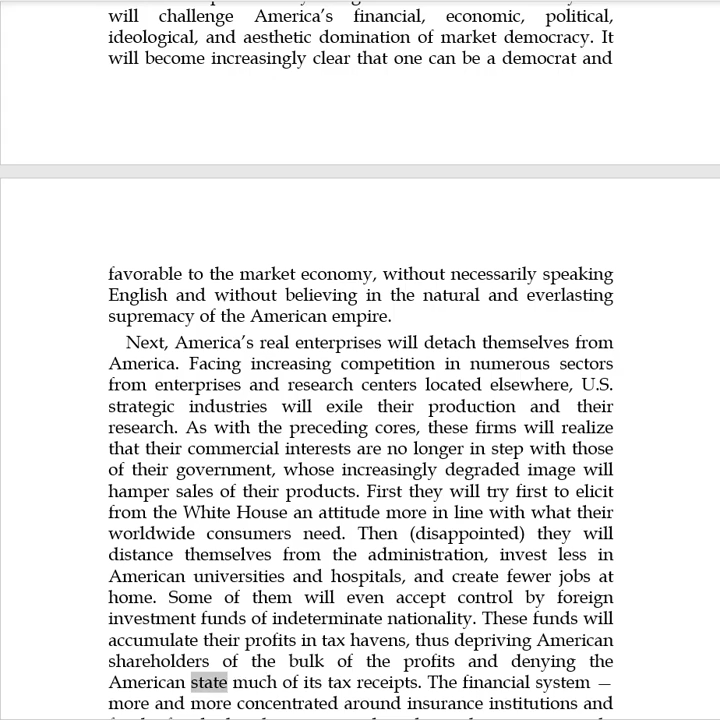 will challenge America’s financial, economic, political,
ideological, and aesthetic domination of market democracy. It
will become increasingly clear that one can be a democrat and
favorable to the market economy, without necessarily speaking
English and without believing in the natural and everlasting
supremacy of the American empire.
Next, America’s real enterprises will detach themselves from
America. Facing increasing competition in numerous sectors
from enterprises and research centers located elsewhere, U.S.
strategic industries will exile their production and their
research. As with the preceding cores, these firms will realize
that their commercial interests are no longer in step with those
of their government, whose increasingly degraded image will
hamper sales of their products. First they will try first to elicit
from the White House an attitude more in line with what their
worldwide consumers need. Then (disappointed) they will
distance themselves from the administration, invest less in
American universities and hospitals, and create fewer jobs at
home. Some of them will even accept control by foreign
investment funds of indeterminate nationality. These funds will
accumulate their profits in tax havens, thus depriving American
shareholders of the bulk of the profits and denying the
American state much of its tax receipts. The financial system —
more and more concentrated around insurance institutions and